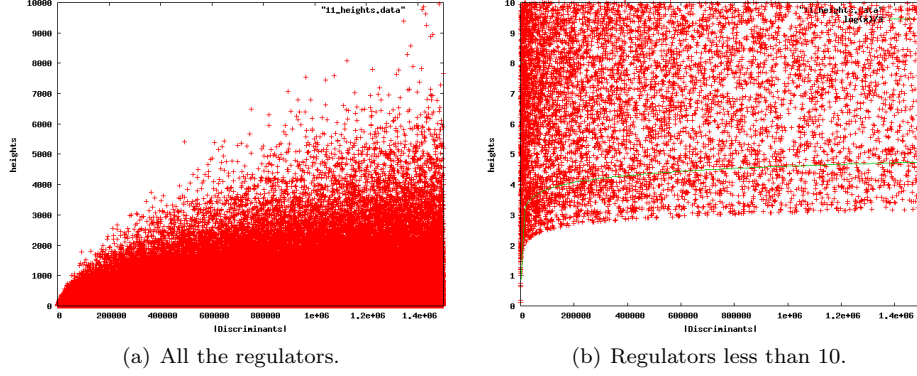 10000
9000
8000
7000
6000
5000
4000
3000
2000
1000
0
heights
"11_heights.data"
0 200000 400000 600000 800000 1e+06 1.2e+06 1.4e+06
|Discriminants|
(a) All the regulators.
10
9
8
7
6
5
4
3
2
1
0
heights
"11_heights.data"
log(x)/3
0 200000 400000 600000 800000 1e+06 1.2e+06 1.4e+06
|Discriminants|
(b) Regulators less than 10.